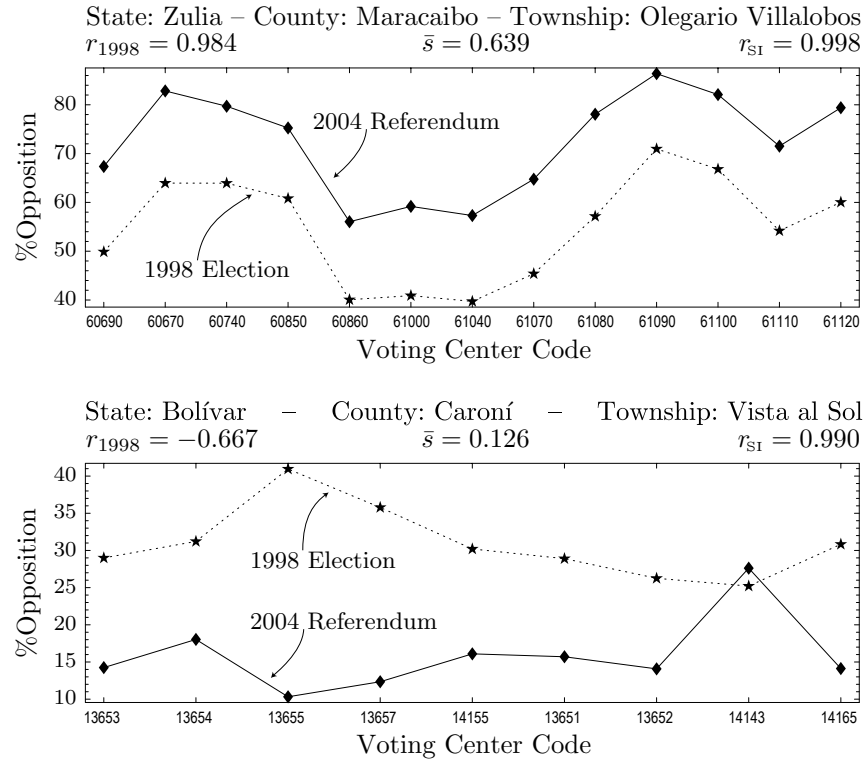 State: Zulia – County: Maracaibo – Township: Olegario Villalobos
r1998 = 0.984 s̄ = 0.639 rSI = 0.998
80
70
60
50
40
%Opposition
2004 Referendum
1998 Election
60690 60670 60740 60850 60860 61000 61040 61070 61080 61090 61100 61110 61120
Voting Center Code
State: Bolívar – County: Caroní – Township: Vista al Sol
r1998 = −0.667 s̄ = 0.126 rSI = 0.990
40
35
30
25
20
15
10
%Opposition
1998 Election
2004 Referendum
13653 13654 13655 13657 14155 13651 13652 14143 14165
Voting Center Code